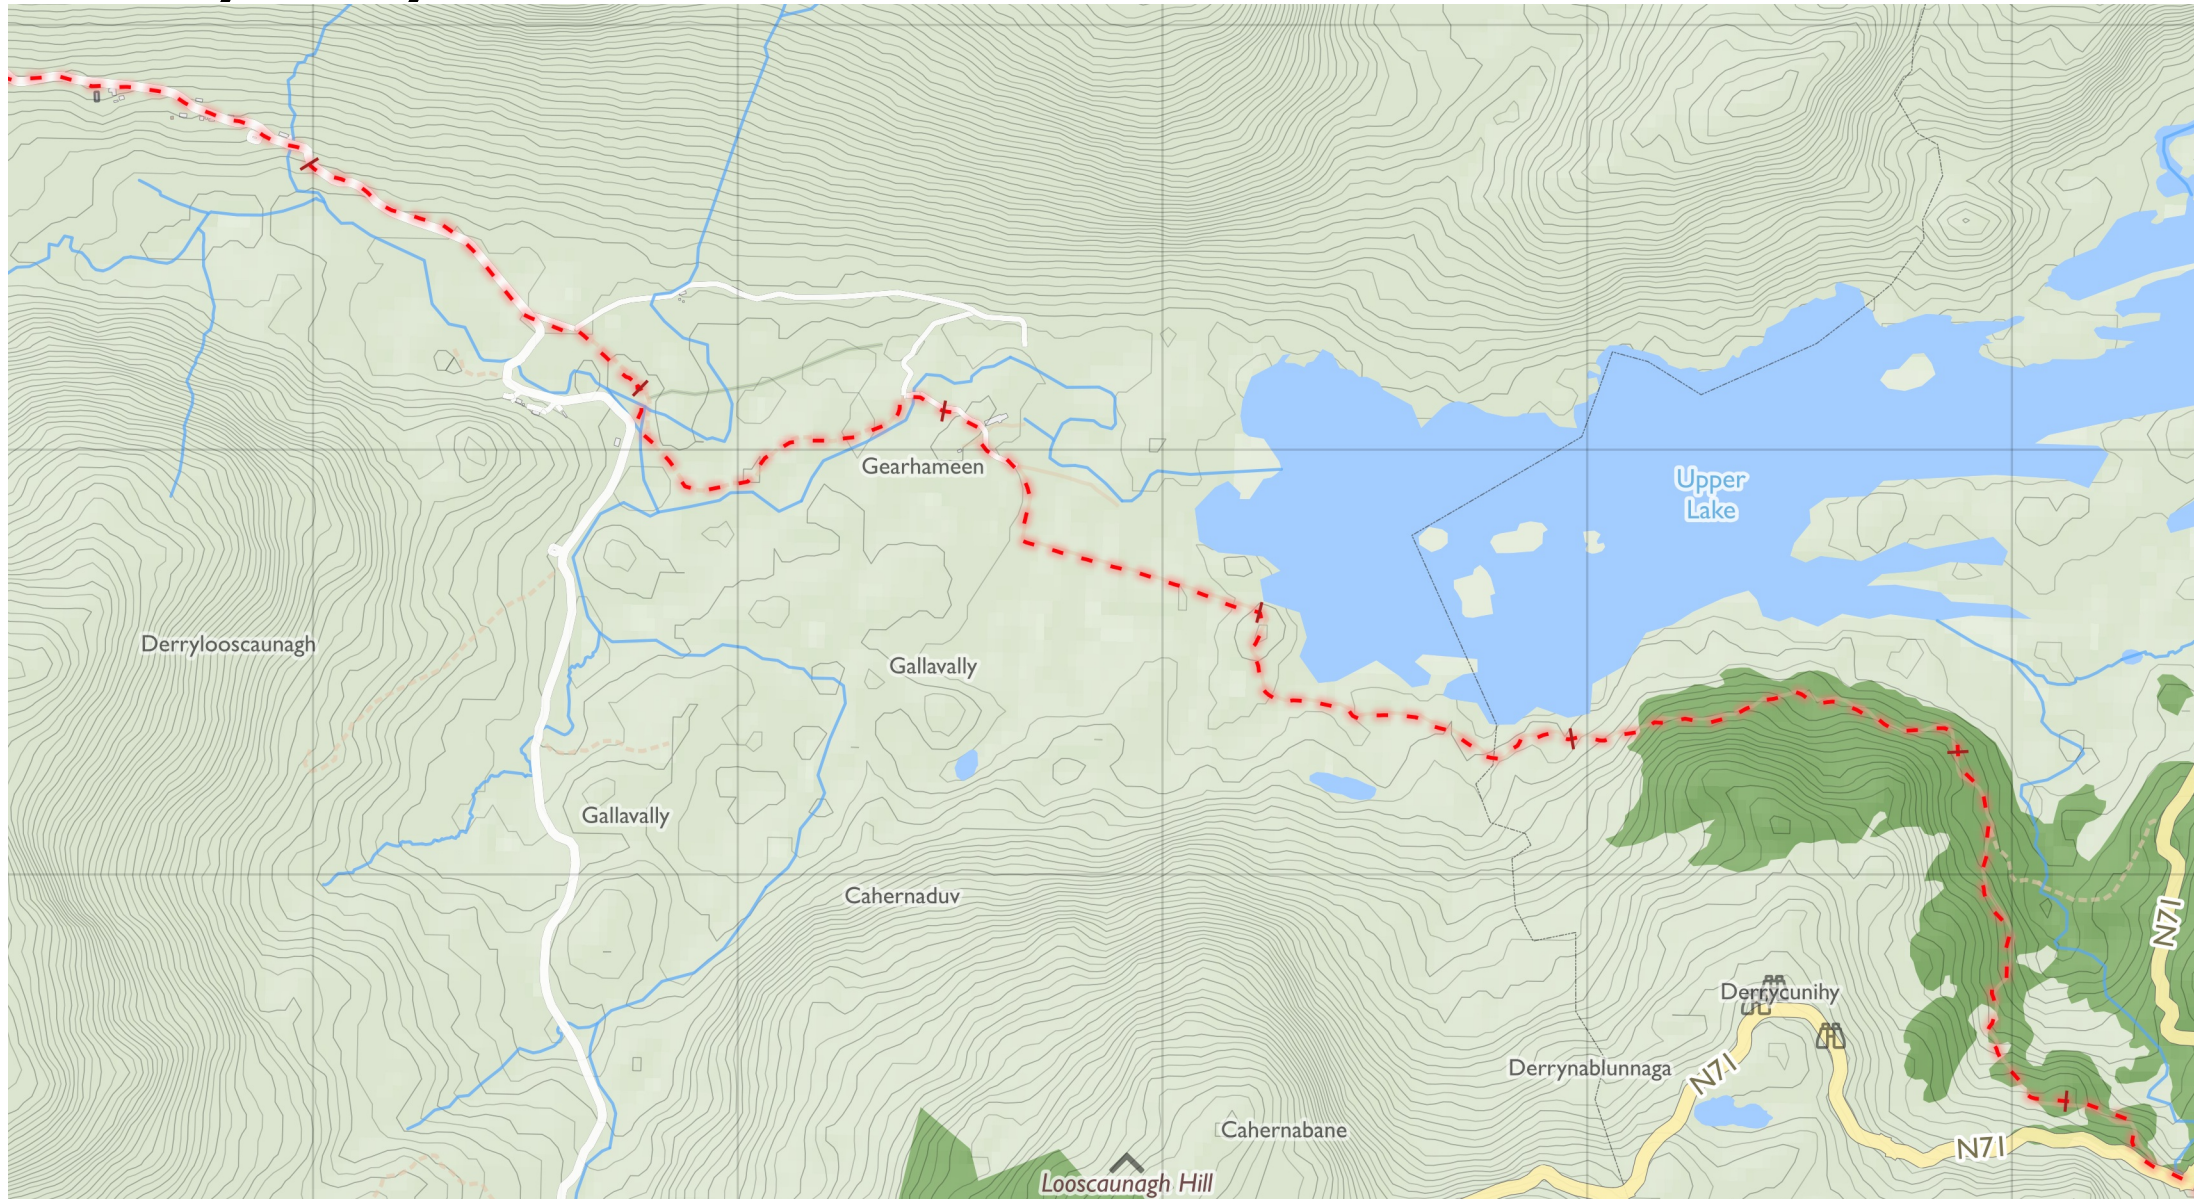 Gearhameen
Upper
Lake
Derrylooscaunagh
Gallavally
Gallavally
Cahernaduv
N71
Derrycunihy
Derrynablunnaga
N71
Cahernabane
N71
Looscaunagh Hill